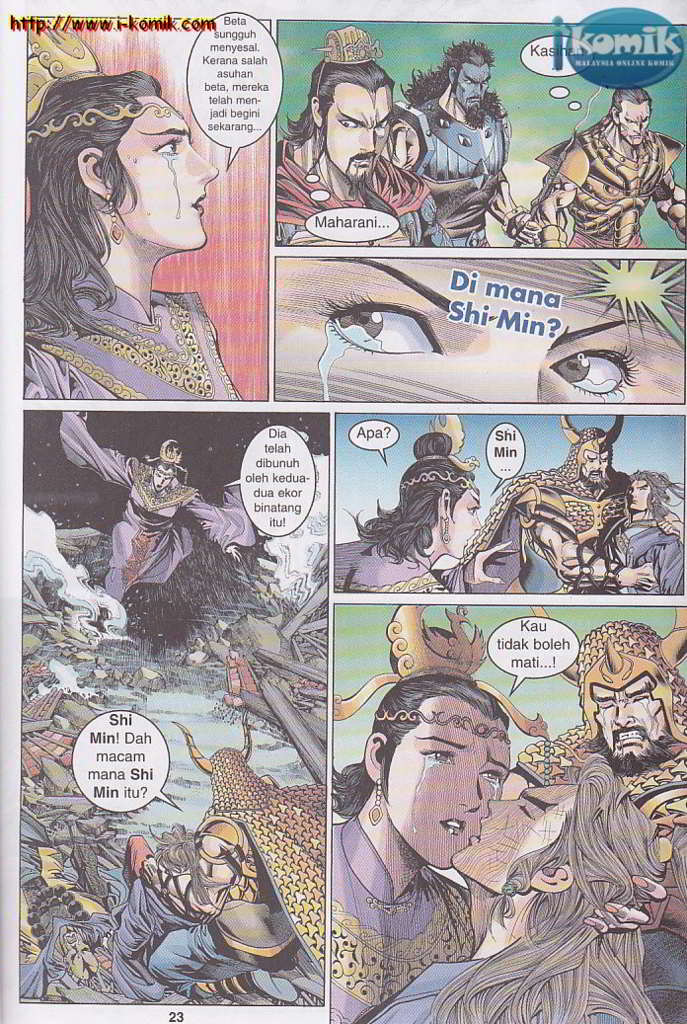 http://www.i-komik.com
Beta
sungguh
menyesal.
Kerana salah
asuhan
beta, mereka
telah men-
jadi begini
sekarang...
ikomik
MALAYSIA ONLINE KOMIK
Maharani...
Di mana
Shi-Min?
Dia
telah
dibunuh
oleh kedua-
dua ekor
binatang
itu!
Shi
Min! Dah
macam
mana Shi
Min itu?
Apa?
Shi
Min
...
Kau
tidak boleh
mati...!
23